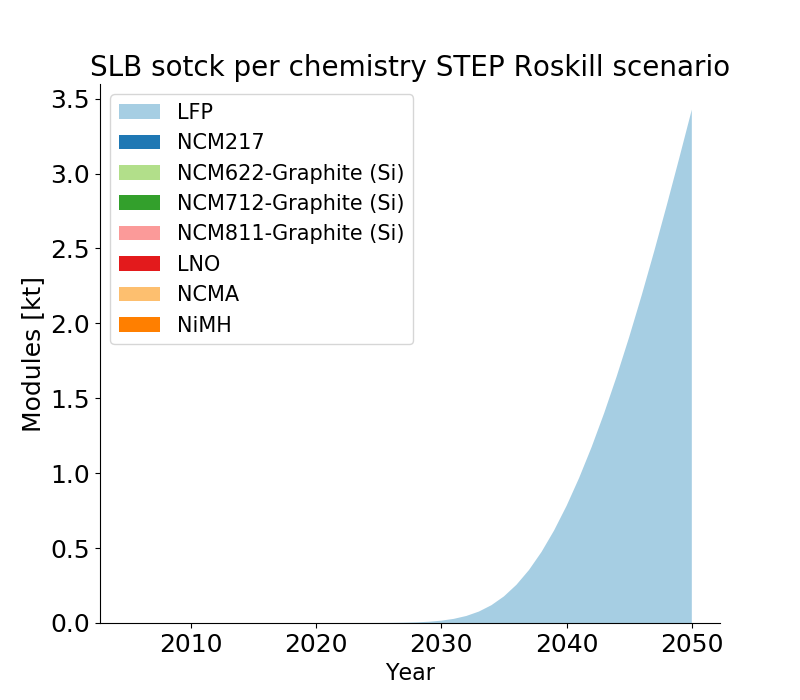 SLB sotck per chemistry STEP Roskill scenario
3.5
3.0
2.5
2.0
1.5
1.0
0.5
0.0
Modules [kt]
LFP
NCM217
NCM622-Graphite (Si)
NCM712-Graphite (Si)
NCM811-Graphite (Si)
LNO
NCMA
NiMH
2010 2020 2030 2040 2050
Year